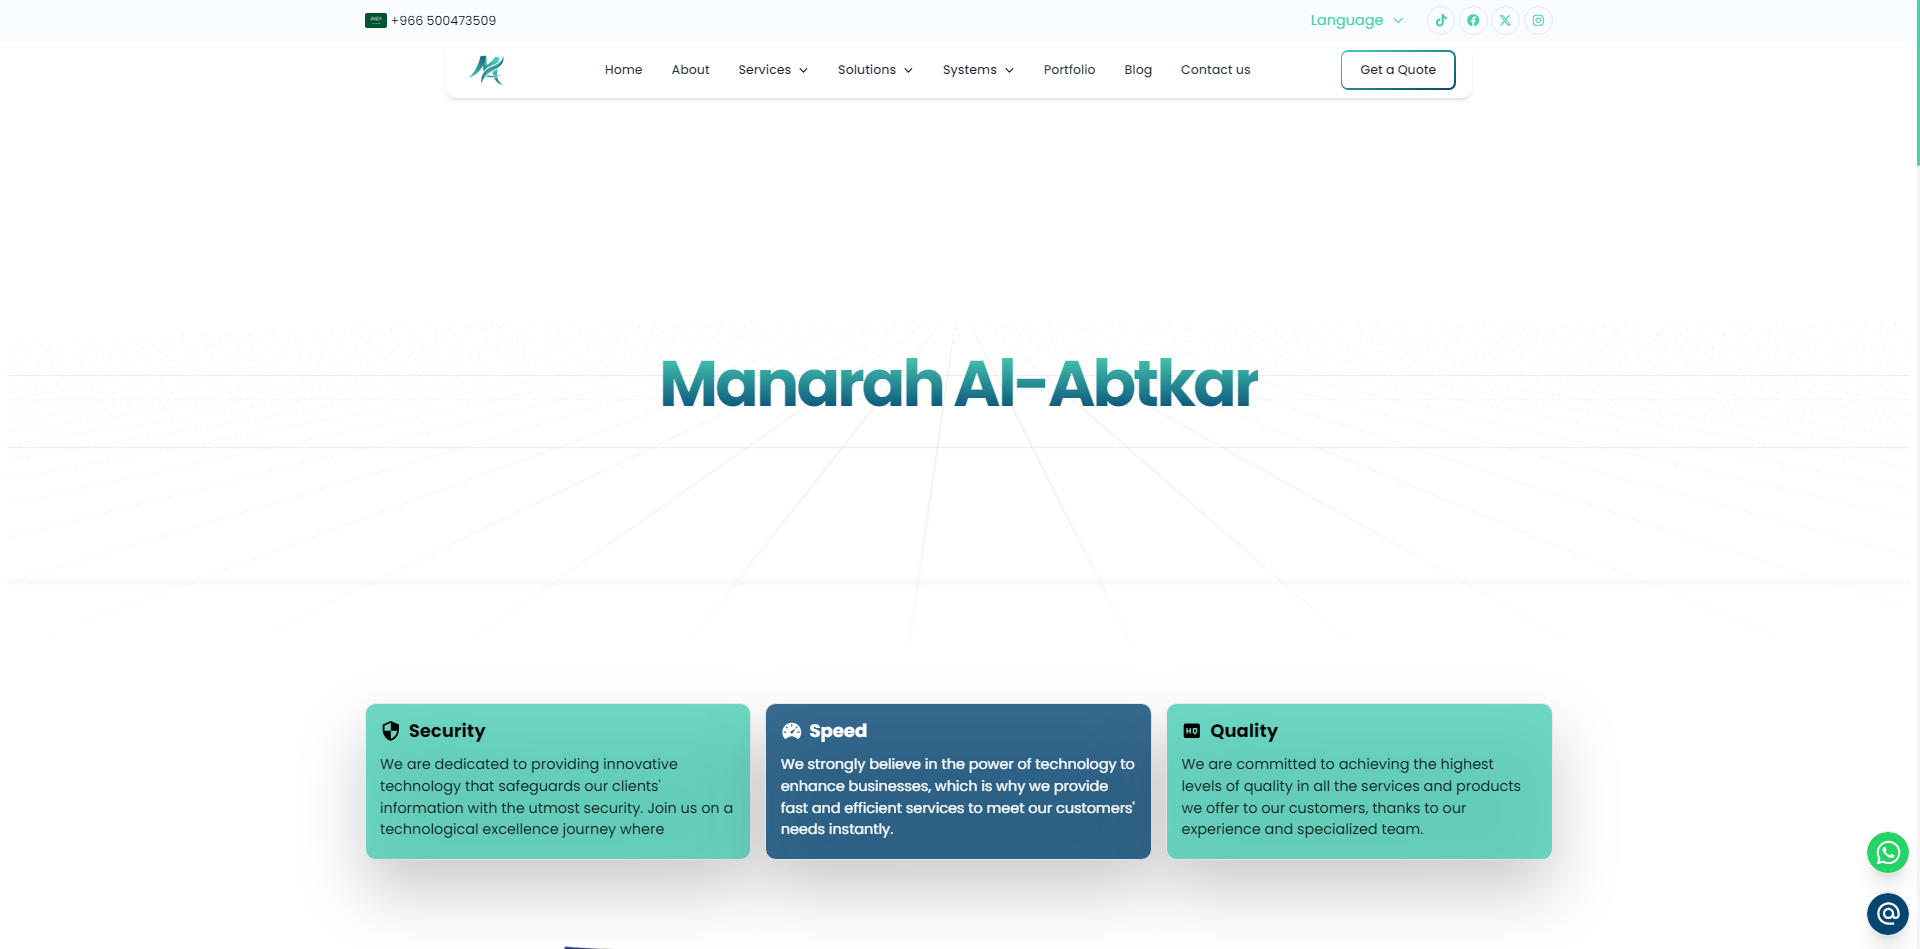 +966 500473509
Language
Home
About
Services
Solutions
Systems
Portfolio
Blog
Contact us
Get a Quote
Manarah Al-Abtkar
Security
We are dedicated to providing innovative
technology that safeguards our clients'
information with the utmost security. Join us on a
technological excellence journey where
Speed
We strongly believe in the power of technology to
enhance businesses, which is why we provide
fast and efficient services to meet our customers'
needs instantly.
HQ Quality
We are committed to achieving the highest
levels of quality in all the services and products
we offer to our customers, thanks to our
experience and specialized team.